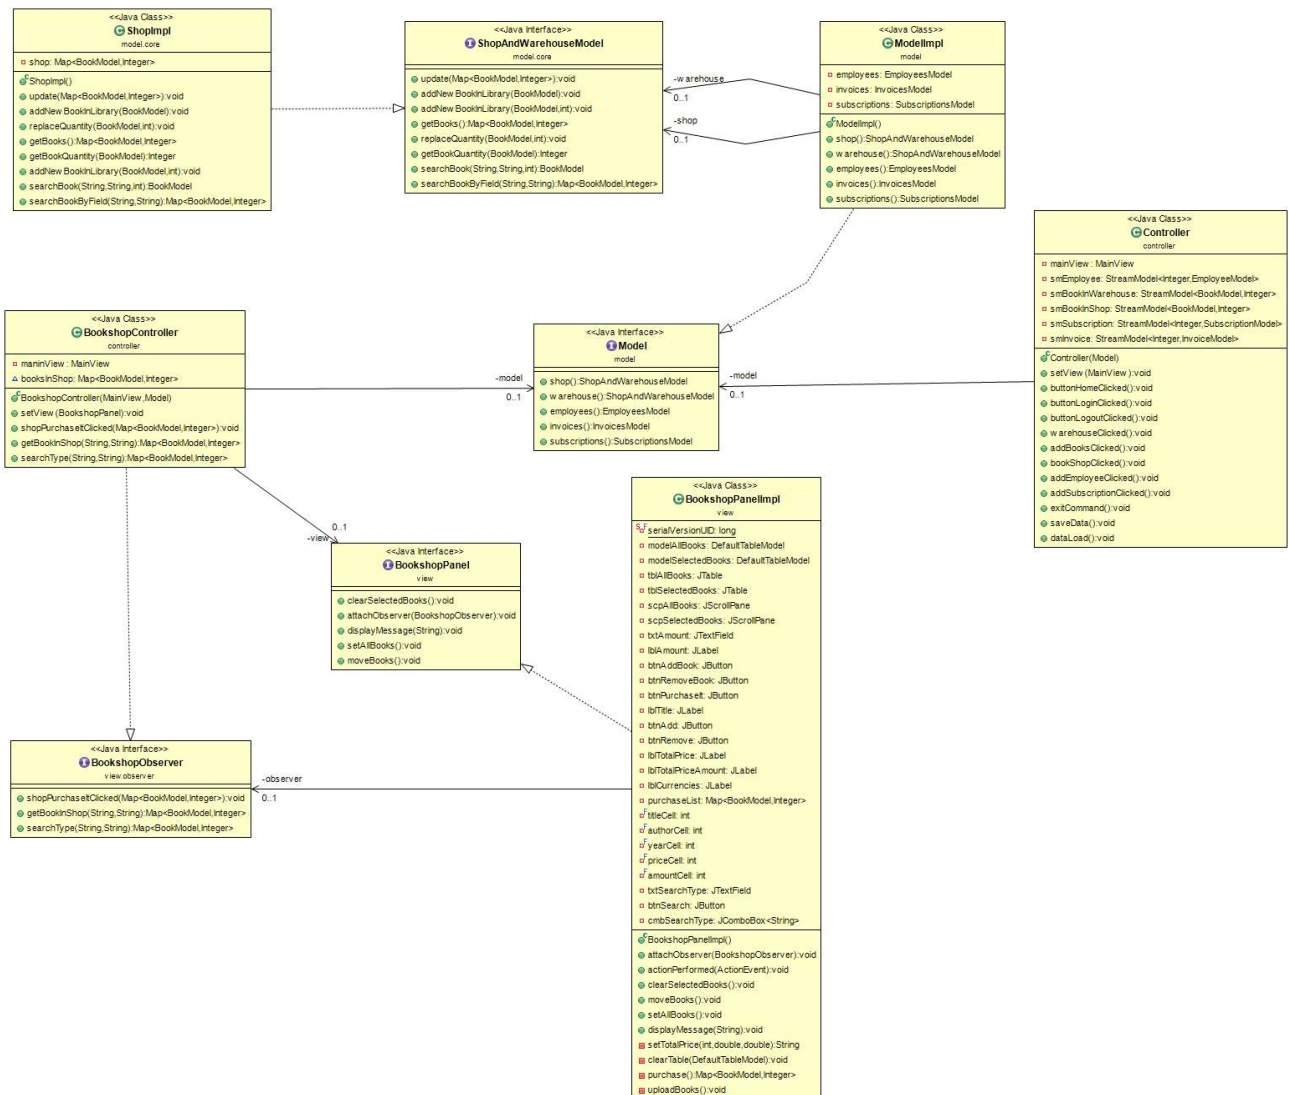 <<Java Class>>
ShopImpl
model.core
shop: Map<BookModel,Integer>
ShopImpl()
update(Map<BookModel,Integer>):void
addNewBookInLibrary(BookModel):void
replaceQuantity(BookModel,int):void
getBooks():Map<BookModel,Integer>
getBookQuantity(BookModel):Integer
addNewBookInLibrary(BookModel,int):void
searchBook(String,String,int):BookModel
searchBookByField(String,String):Map<BookModel,Integer>
<<Java Interface>>
ShopAndWarehouseModel
model.core
update(Map<BookModel,Integer>):void
addNewBookInLibrary(BookModel):void
addNewBookInLibrary(BookModel,int):void
getBooks():Map<BookModel,Integer>
replaceQuantity(BookModel,int):void
getBookQuantity(BookModel):Integer
searchBook(String,String,int):BookModel
searchBookByField(String,String):Map<BookModel,Integer>
-warehouse
0..1
-shop
0..1
<<Java Class>>
ModelImpl
model
employees: EmployeesModel
invoices: InvoicesModel
subscriptions: SubscriptionsModel
ModelImpl()
shop():ShopAndWarehouseModel
warehouse():ShopAndWarehouseModel
employees():EmployeesModel
invoices():InvoicesModel
subscriptions():SubscriptionsModel
<<Java Class>>
Controller
controller
mainView: MainView
smEmployee: StreamModel<Integer,EmployeeModel>
smBookInWarehouse: StreamModel<BookModel,Integer>
smBookInShop: StreamModel<BookModel,Integer>
smSubscription: StreamModel<Integer,SubscriptionModel>
smInvoice: StreamModel<Integer,InvoiceModel>
Controller(Model)
setView(MainView):void
buttonHomeClicked():void
buttonLoginClicked():void
buttonLogoutClicked():void
warehouseClicked():void
addBooksClicked():void
bookShopClicked():void
addEmployeeClicked():void
addSubscriptionClicked():void
exitCommand():void
saveData():void
dataLoad():void
<<Java Class>>
BookshopController
controller
maninView: MainView
booksInShop: Map<BookModel,Integer>
BookshopController(MainView,Model)
setView(BookshopPanel):void
shopPurchaseItClicked(Map<BookModel,Integer>):void
getBookInShop(String,String):Map<BookModel,Integer>
searchType(String,String):Map<BookModel,Integer>
-model
0..1
<<Java Interface>>
Model
model
shop():ShopAndWarehouseModel
warehouse():ShopAndWarehouseModel
employees():EmployeesModel
invoices():InvoicesModel
subscriptions():SubscriptionsModel
-model
0..1
0..1
-view
<<Java Interface>>
BookshopPanel
view
clearSelectedBooks():void
attachObserver(BookshopObserver):void
displayMessage(String):void
setAllBooks():void
moveBooks():void
<<Java Class>>
BookshopPanelImpl
view
S F serialVersionUID: long
modelAllBooks: DefaultTableModel
modelSelectedBooks: DefaultTableModel
tblAllBooks: JTable
tblSelectedBooks: JTable
scpAllBooks: JScrollPane
scpSelectedBooks: JScrollPane
txtAmount: JTextField
lblAmount: JLabel
btnAddBook: JButton
btnRemoveBook: JButton
btnPurchaseIt: JButton
lblTitle: JLabel
btnAdd: JButton
btnRemove: JButton
lblTotalPrice: JLabel
lblTotalPriceAmount: JLabel
lblCurrencies: JLabel
purchaseList: Map<BookModel,Integer>
F titleCell: int
F authorCell: int
F yearCell: int
F priceCell: int
F amountCell: int
txtSearchType: JTextField
btnSearch: JButton
cmbSearchType: JComboBox<String>
BookshopPanelImpl()
attachObserver(BookshopObserver):void
actionPerformed(ActionEvent):void
clearSelectedBooks():void
moveBooks():void
setAllBooks():void
displayMessage(String):void
setTotalPrice(int,double,double):String
clearTable(DefaultTableModel):void
purchase():Map<BookModel,Integer>
uploadBooks():void
<<Java Interface>>
BookshopObserver
view.observer
shopPurchaseItClicked(Map<BookModel,Integer>):void
getBookInShop(String,String):Map<BookModel,Integer>
searchType(String,String):Map<BookModel,Integer>
-observer
0..1